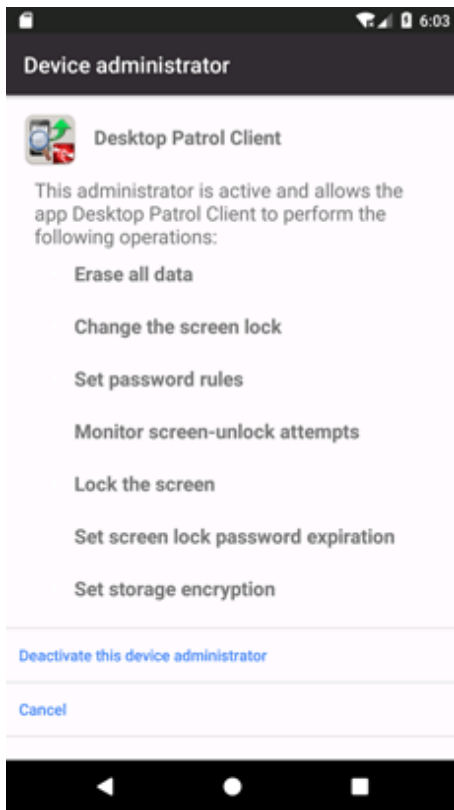 6:03
Device administrator
Desktop Patrol Client
This administrator is active and allows the
app Desktop Patrol Client to perform the
following operations:
Erase all data
Change the screen lock
Set password rules
Monitor screen-unlock attempts
Lock the screen
Set screen lock password expiration
Set storage encryption
Deactivate this device administrator
Cancel